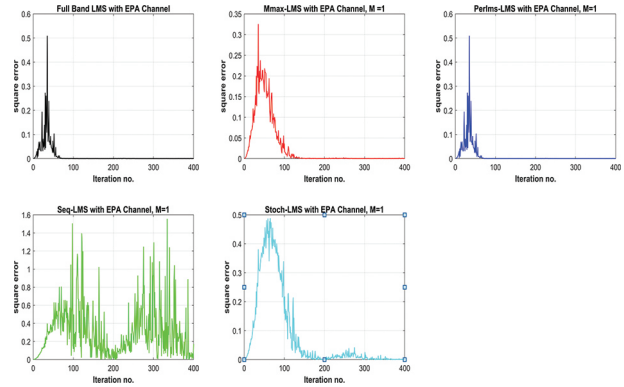 Full Band LMS with EPA Channel
square error
0.6
0.5
0.4
0.3
0.2
0.1
0
0 100 200 300 400
Iteration no.
Mmax-LMS with EPA Channel, M =1
square error
0.35
0.3
0.25
0.2
0.15
0.1
0.05
0
0 100 200 300 400
Iteration no.
Perlms-LMS with EPA Channel, M=1
square error
0.6
0.5
0.4
0.3
0.2
0.1
0
0 100 200 300 400
Iteration no.
Seq-LMS with EPA Channel, M=1
square error
1.6
1.4
1.2
1
0.8
0.6
0.4
0.2
0
0 100 200 300 400
Iteration no.
Stoch-LMS with EPA Channel, M=1
square error
0.5
0.4
0.3
0.2
0.1
0
0 100 200 300 400
Iteration no.